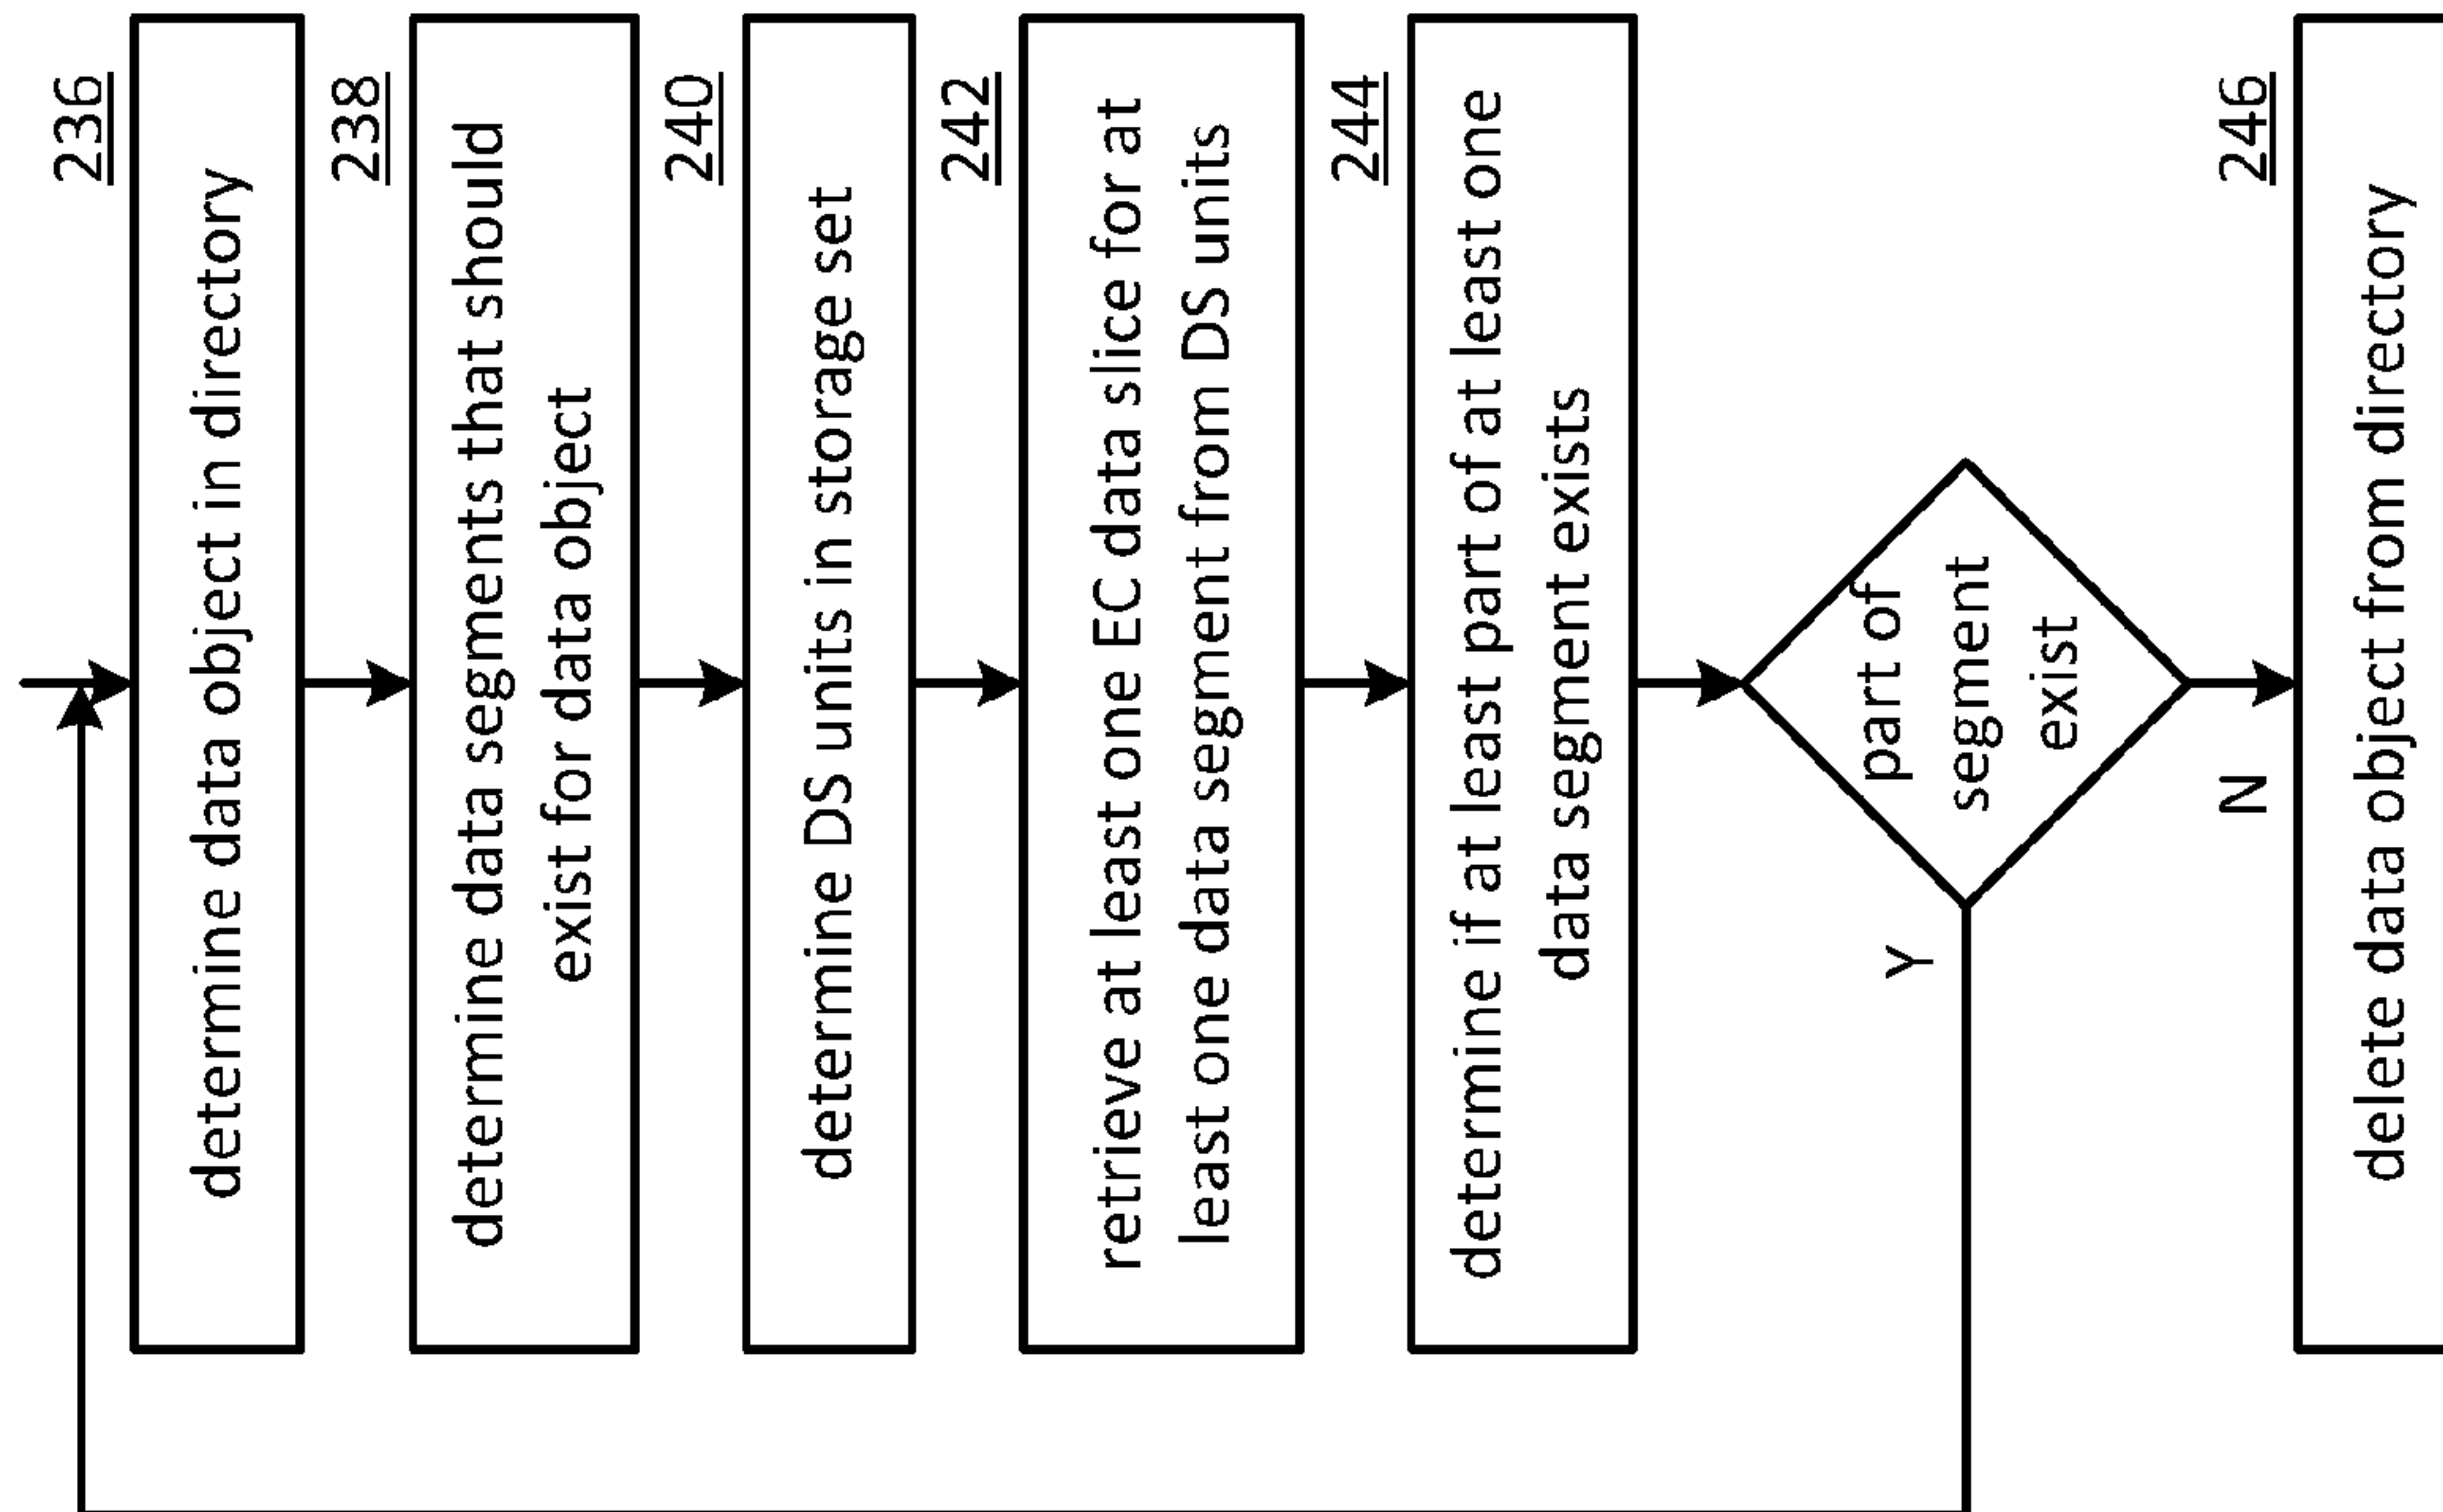 236
determine data object in directory
238
determine data segments that should
exist for data object
240
determine DS units in storage set
242
retrieve at least one EC data slice for at
least one data segment from DS units
244
determine if at least part of at least one
data segment exists
part of
segment
exist
Y
N
246
delete data object from directory